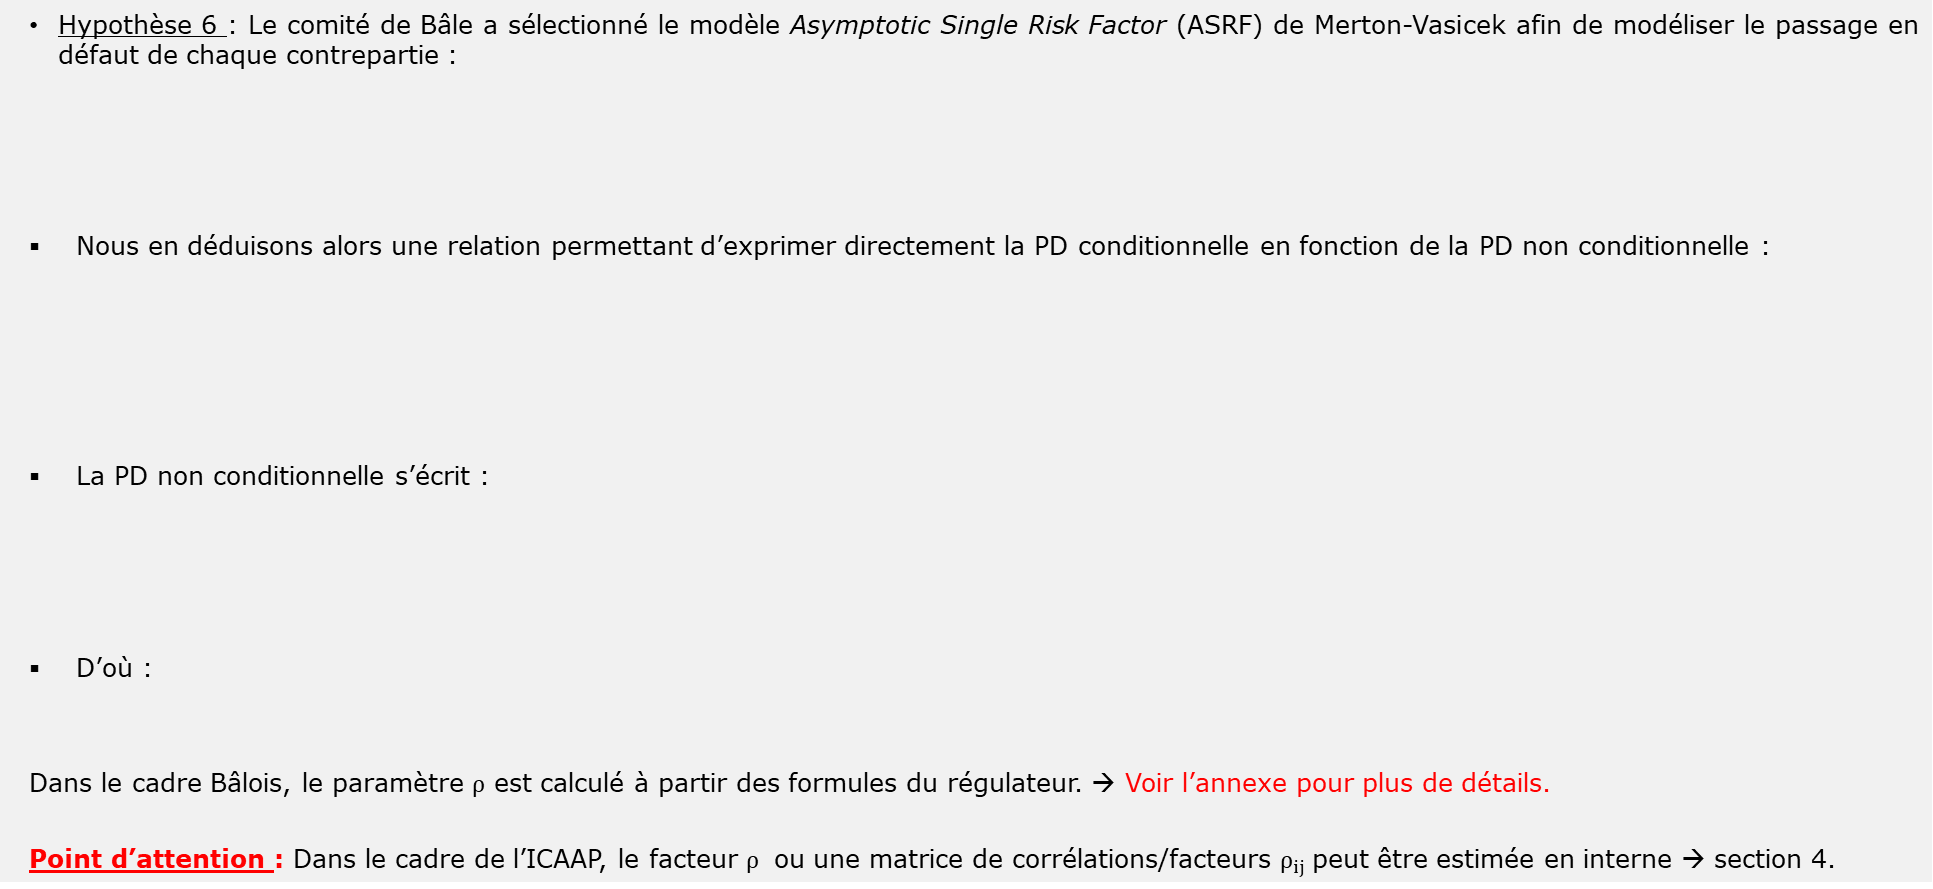 • Hypothèse 6 : Le comité de Bâle a sélectionné le modèle Asymptotic Single Risk Factor (ASRF) de Merton-Vasicek afin de modéliser le passage en
défaut de chaque contrepartie :
▪ Nous en déduisons alors une relation permettant d’exprimer directement la PD conditionnelle en fonction de la PD non conditionnelle :
▪ La PD non conditionnelle s’écrit :
▪ D’où :
Dans le cadre Bâlois, le paramètre ρ est calculé à partir des formules du régulateur. → Voir l’annexe pour plus de détails.
Point d’attention : Dans le cadre de l’ICAAP, le facteur ρ ou une matrice de corrélations/facteurs ρij peut être estimée en interne → section 4.